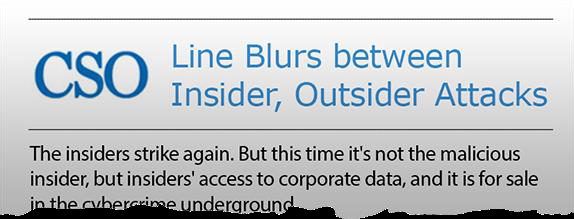 CSO
Line Blurs between
Insider, Outsider Attacks
The insiders strike again. But this time it's not the malicious
insider, but insiders' access to corporate data, and it is for sale
in the cybercrime underground